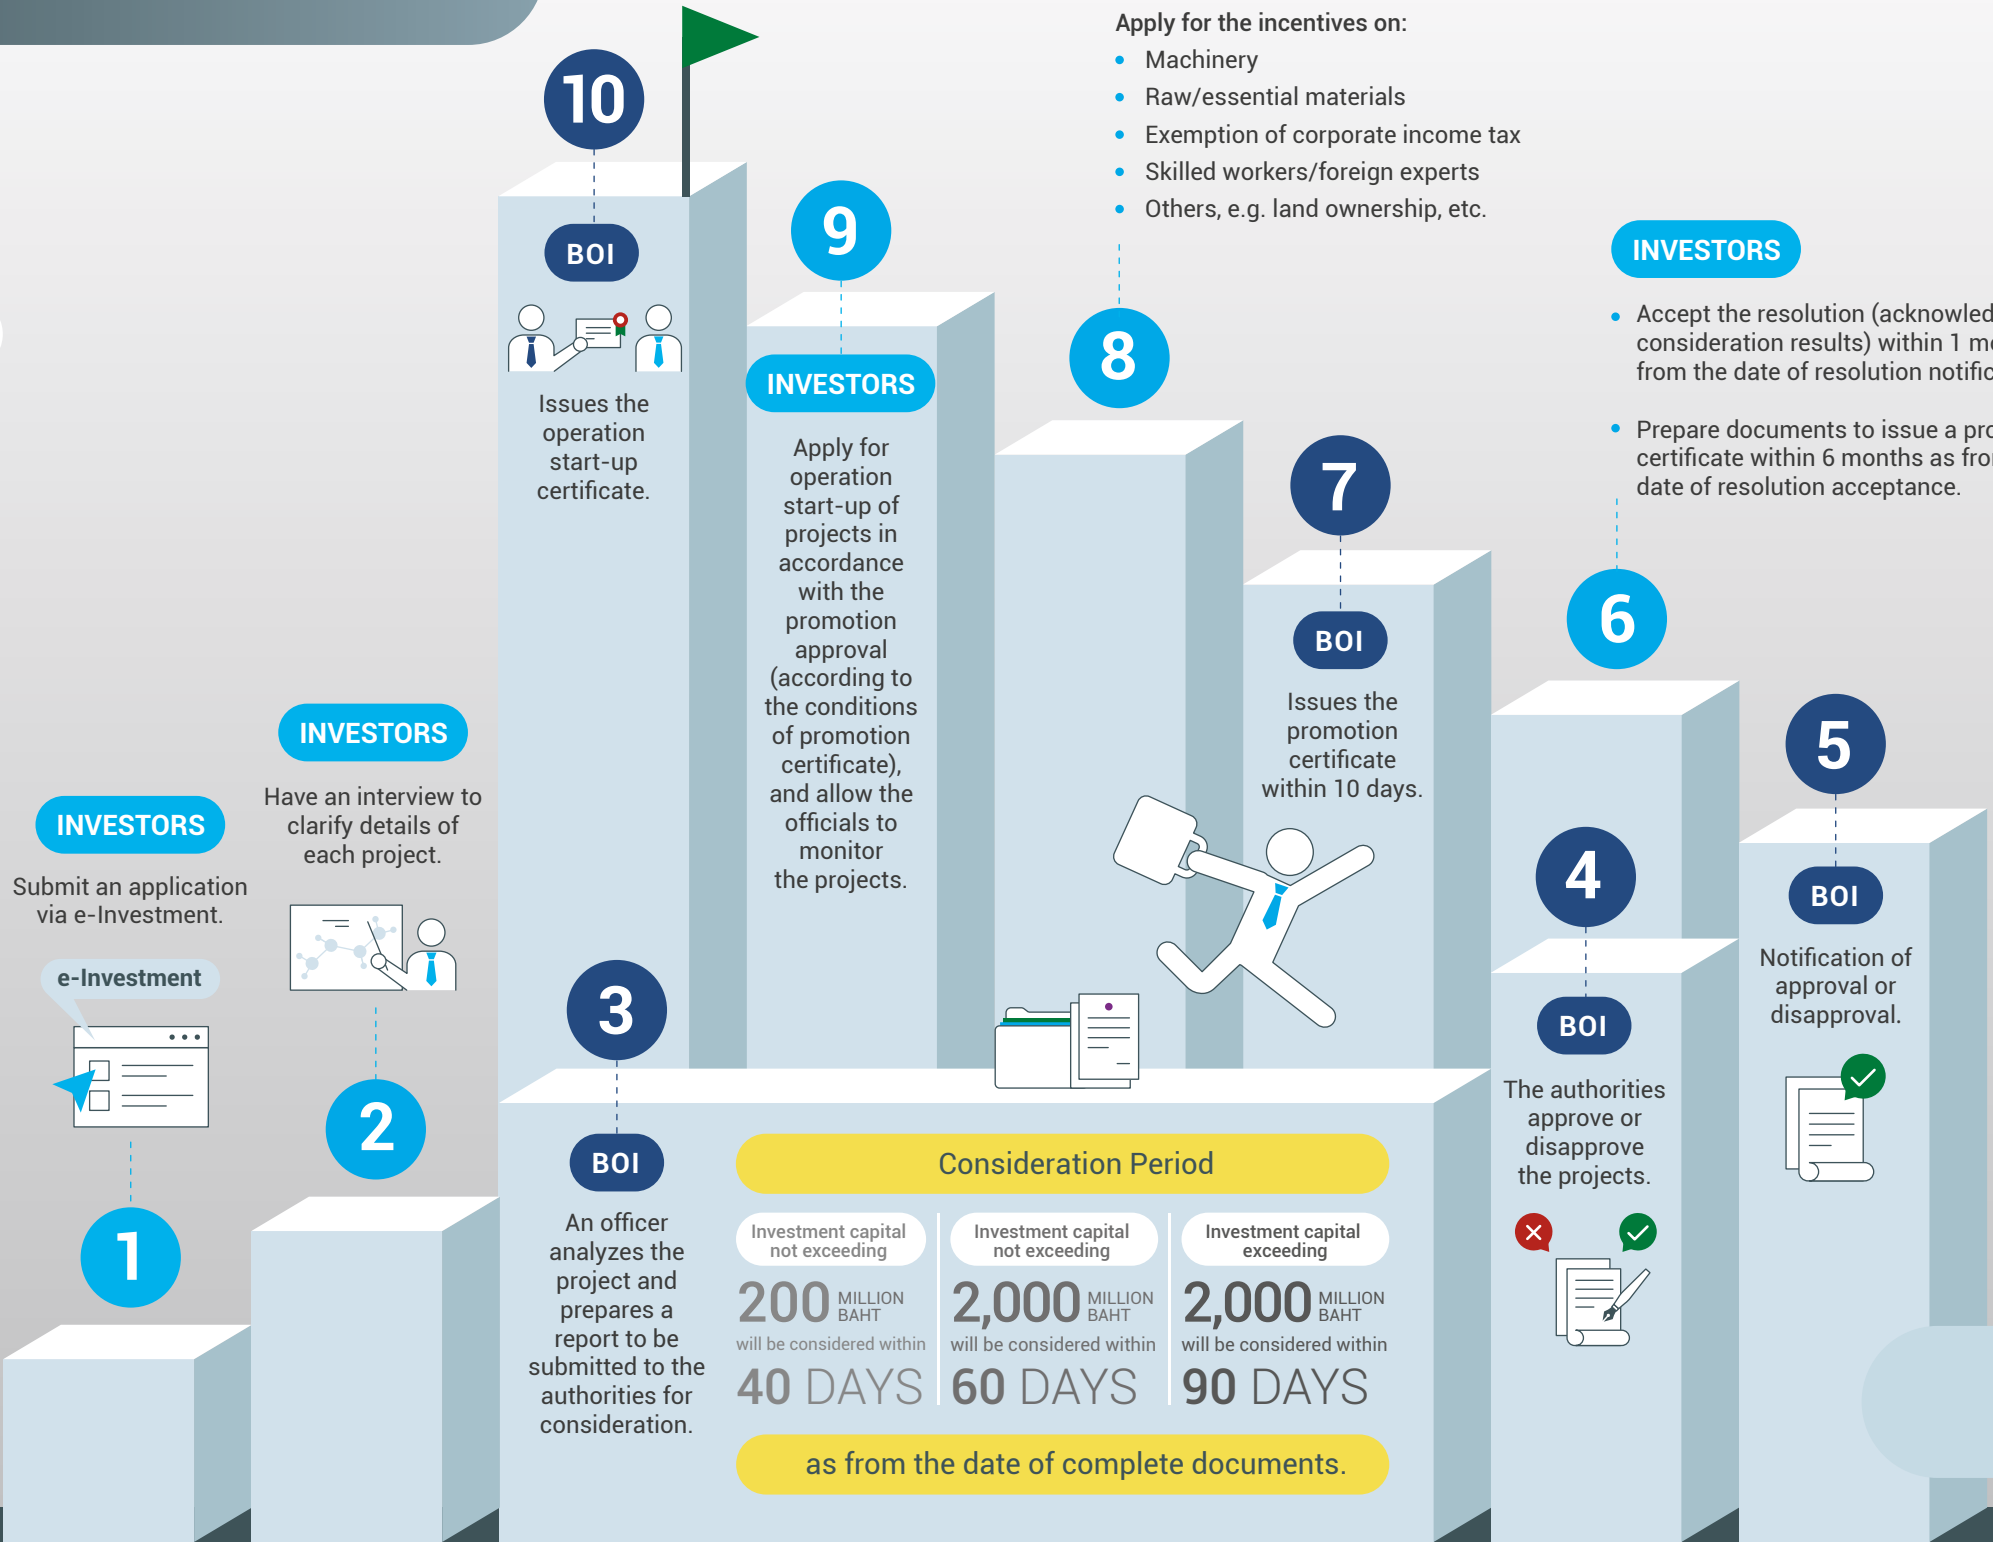 1
INVESTORS
Submit an application
via e-Investment.
e-Investment
2
INVESTORS
Have an interview to
clarify details of
each project.
3
BOI
An officer
analyzes the
project and
prepares a
report to be
submitted to the
authorities for
consideration.
Consideration Period
Investment capital
not exceeding
200 MILLION
BAHT
will be considered within
40 DAYS
Investment capital
not exceeding
2,000 MILLION
BAHT
will be considered within
60 DAYS
Investment capital
exceeding
2,000 MILLION
BAHT
will be considered within
90 DAYS
as from the date of complete documents.
4
BOI
The authorities
approve or
disapprove
the projects.
5
BOI
Notification of
approval or
disapproval.
6
INVESTORS
• Accept the resolution
consideration results) within 1
from the date of resolution
• Prepare documents to issue a
certificate within 6 months as
date of resolution acceptance.
7
BOI
Issues the
promotion
certificate
within 10 days.
8
Apply for the incentives on:
• Machinery
• Raw/essential materials
• Exemption of corporate income tax
• Skilled workers/foreign experts
• Others, e.g. land ownership, etc.
9
INVESTORS
Apply for
operation
start-up of
projects in
accordance
with the
promotion
approval
(according to
the conditions
of promotion
certificate),
and allow the
officials to
monitor
the projects.
10
BOI
Issues the
operation
start-up
certificate.